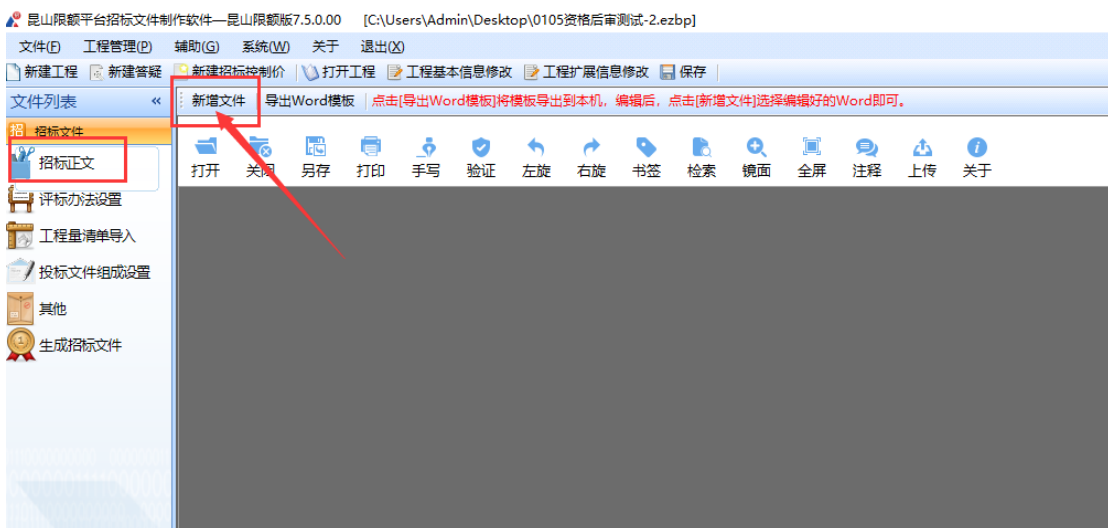 昆山限额平台招标文件制作软件—昆山限额版7.5.0.00 [C:\Users\Admin\Desktop\0105资格后审测试-2.ezbp]
文件(F) 工程管理(P) 辅助(G) 系统(W) 关于 退出(X)
新建工程 新建答疑 新建招标控制价 打开工程 工程基本信息修改 工程扩展信息修改 保存
文件列表 « 新增文件 导出Word模板 点击[导出Word模板]将模板导出到本机，编辑后，点击[新增文件]选择编辑好的Word即可。
招 招标文件
招标正文
打开 关闭 另存 打印 手写 验证 左旋 右旋 书签 检索 镜面 全屏 注释 上传 关于
评标办法设置
工程量清单导入
投标文件组成设置
其他
生成招标文件